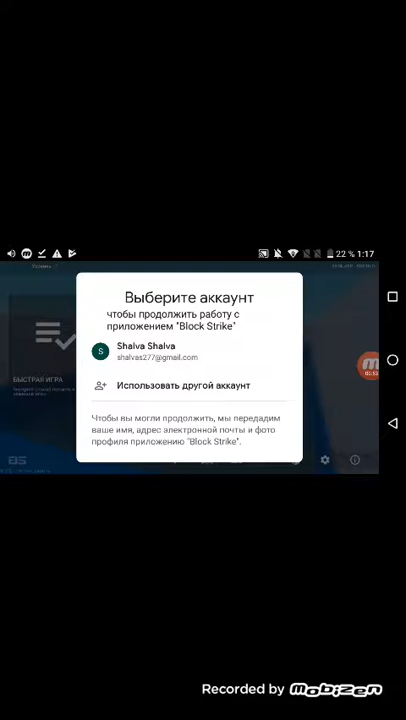 22 % 1:17
Выберите аккаунт
чтобы продолжить работу с
приложением "Block Strike"
S
Shalva Shalva
shalvas277@gmail.com
Использовать другой аккаунт
Чтобы вы могли продолжить, мы передадим
ваше имя, адрес электронной почты и фото
профиля приложению "Block Strike".
БЫСТРАЯ ИГРА
Recorded by mobizen